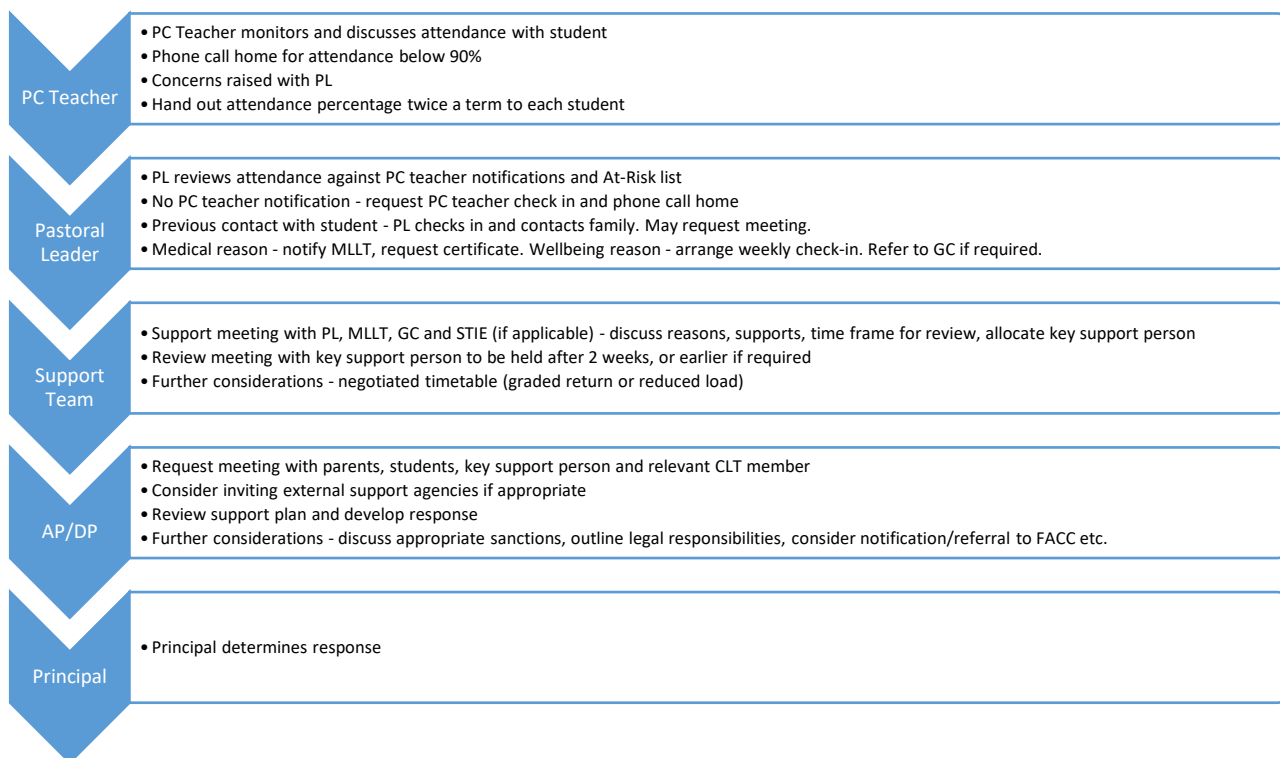 PC Teacher
• PC Teacher monitors and discusses attendance with student
• Phone call home for attendance below 90%
• Concerns raised with PL
• Hand out attendance percentage twice a term to each student
Pastoral
Leader
• PL reviews attendance against PC teacher notifications and At-Risk list
• No PC teacher notification - request PC teacher check in and phone call home
• Previous contact with student - PL checks in and contacts family. May request meeting.
• Medical reason - notify MLLT, request certificate. Wellbeing reason - arrange weekly check-in. Refer to GC if required.
Support
Team
• Support meeting with PL, MLLT, GC and STIE (if applicable) - discuss reasons, supports, time frame for review, allocate key support person
• Review meeting with key support person to be held after 2 weeks, or earlier if required
• Further considerations - negotiated timetable (graded return or reduced load)
AP/DP
• Request meeting with parents, students, key support person and relevant CLT member
• Consider inviting external support agencies if appropriate
• Review support plan and develop response
• Further considerations - discuss appropriate sanctions, outline legal responsibilities, consider notification/referral to FACC etc.
Principal
• Principal determines response